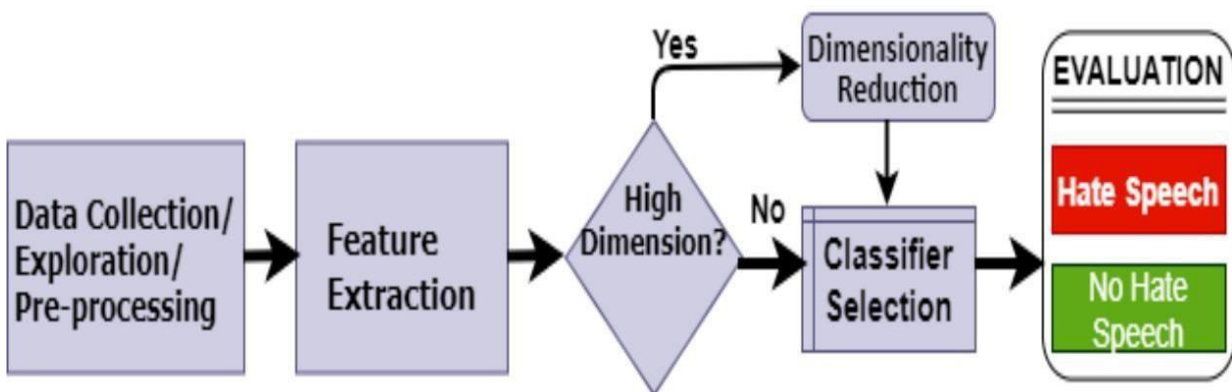 Data Collection/
Exploration/
Pre-processing
Feature
Extraction
High
Dimension?
Yes
Dimensionality
Reduction
No
Classifier
Selection
EVALUATION
Hate Speech
No Hate
Speech